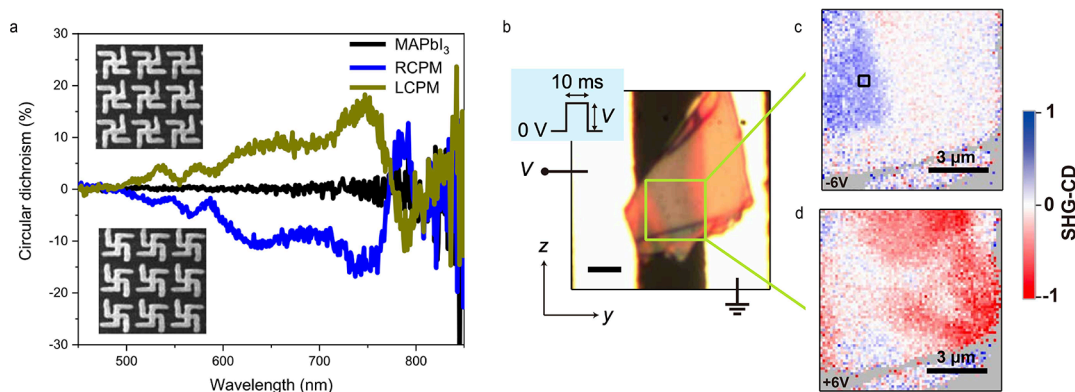 a
30
20
10
0
-10
-20
-30
Circular dichroism (%)
500
600
700
800
Wavelength (nm)
MAPbI3
RCPM
LCPM
b
10 ms
0 V
V
V
z
y
c
-6V
3 μm
d
+6V
3 μm
1
0
-1
SHG-CD